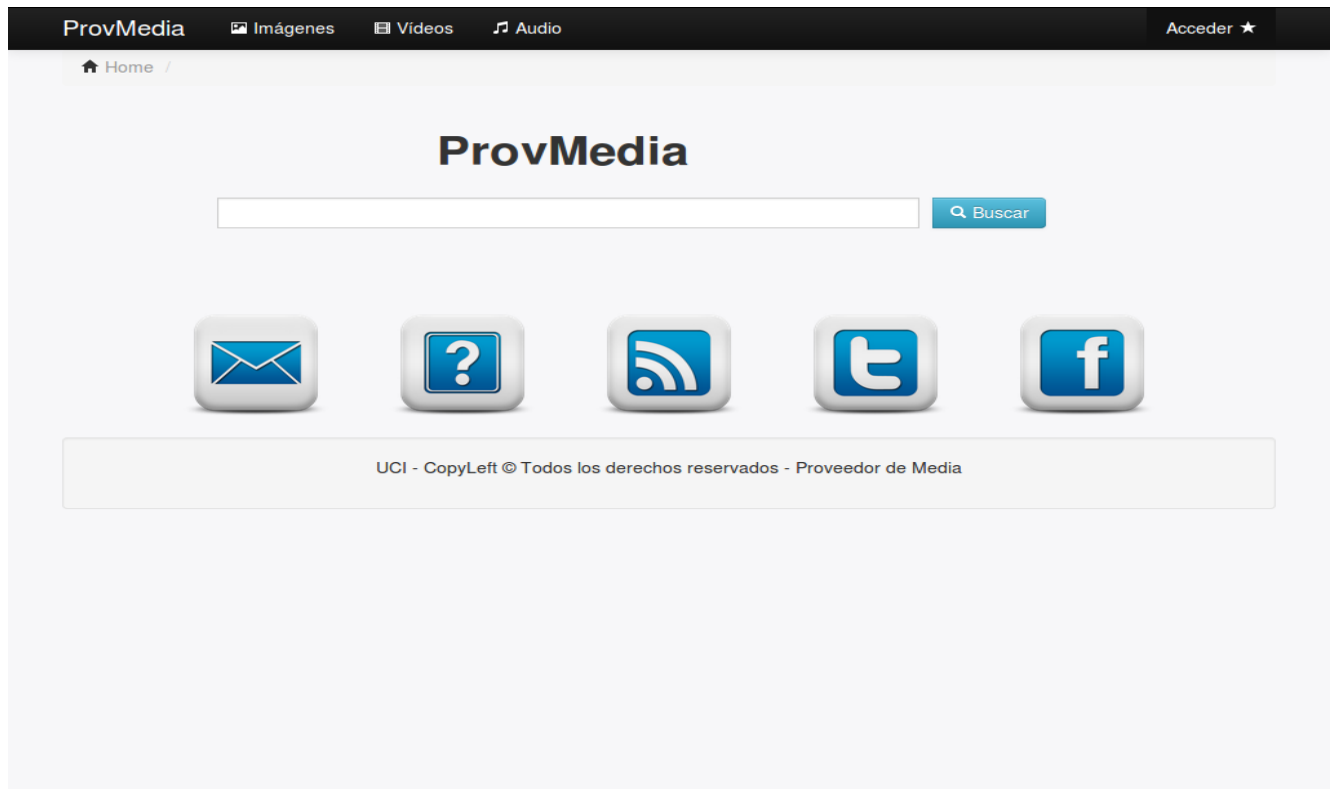 ProvMedia Imágenes Vídeos Audio Acceder
Home /
ProvMedia
Buscar
UCI - CopyLeft © Todos los derechos reservados - Proveedor de Media